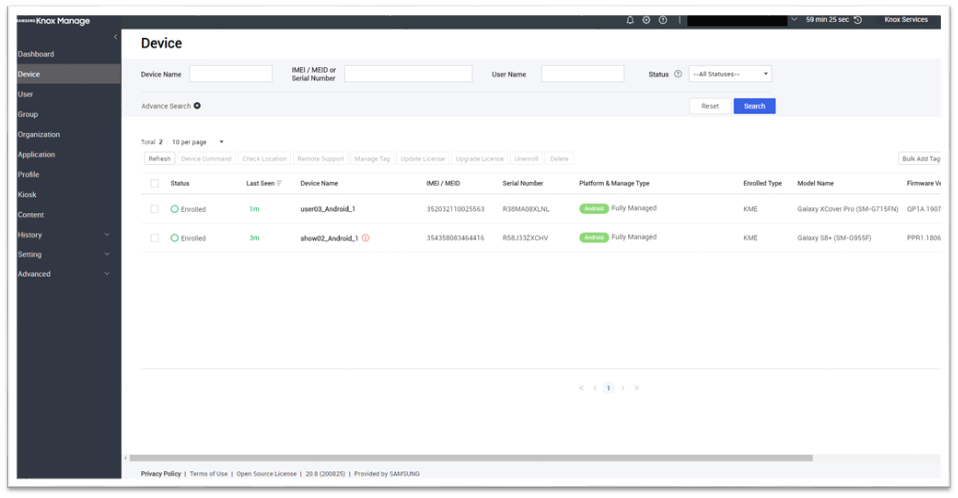 SAMSUNG Knox Manage
59 min 25 sec
Knox Services
Dashboard
Device
User
Group
Organization
Application
Profile
Kiosk
Content
History
Setting
Advanced
Device
Device Name
IMEI / MEID or
Serial Number
User Name
Status
--All Statuses--
Advance Search
Reset
Search
Total 2
10 per page
Refresh
Device Command
Check Location
Remote Support
Manage Tag
Update License
Upgrade License
Unenroll
Delete
Bulk Add Tag
Status Last Seen Device Name IMEI / MEID Serial Number Platform & Manage Type Enrolled Type Model Name Firmware Ve
Enrolled 1m user03_Android_1 352032110025563 R38MA08XLNL Android Fully Managed KME Galaxy XCover Pro (SM-G715FN) QP1A.1907
Enrolled 3m show02_Android_1 354358083464416 R58J33ZXCHV Android Fully Managed KME Galaxy S8+ (SM-G955F) PPR1.1806
1
Privacy Policy | Terms of Use | Open Source License | 20.8 (200825) | Provided by SAMSUNG